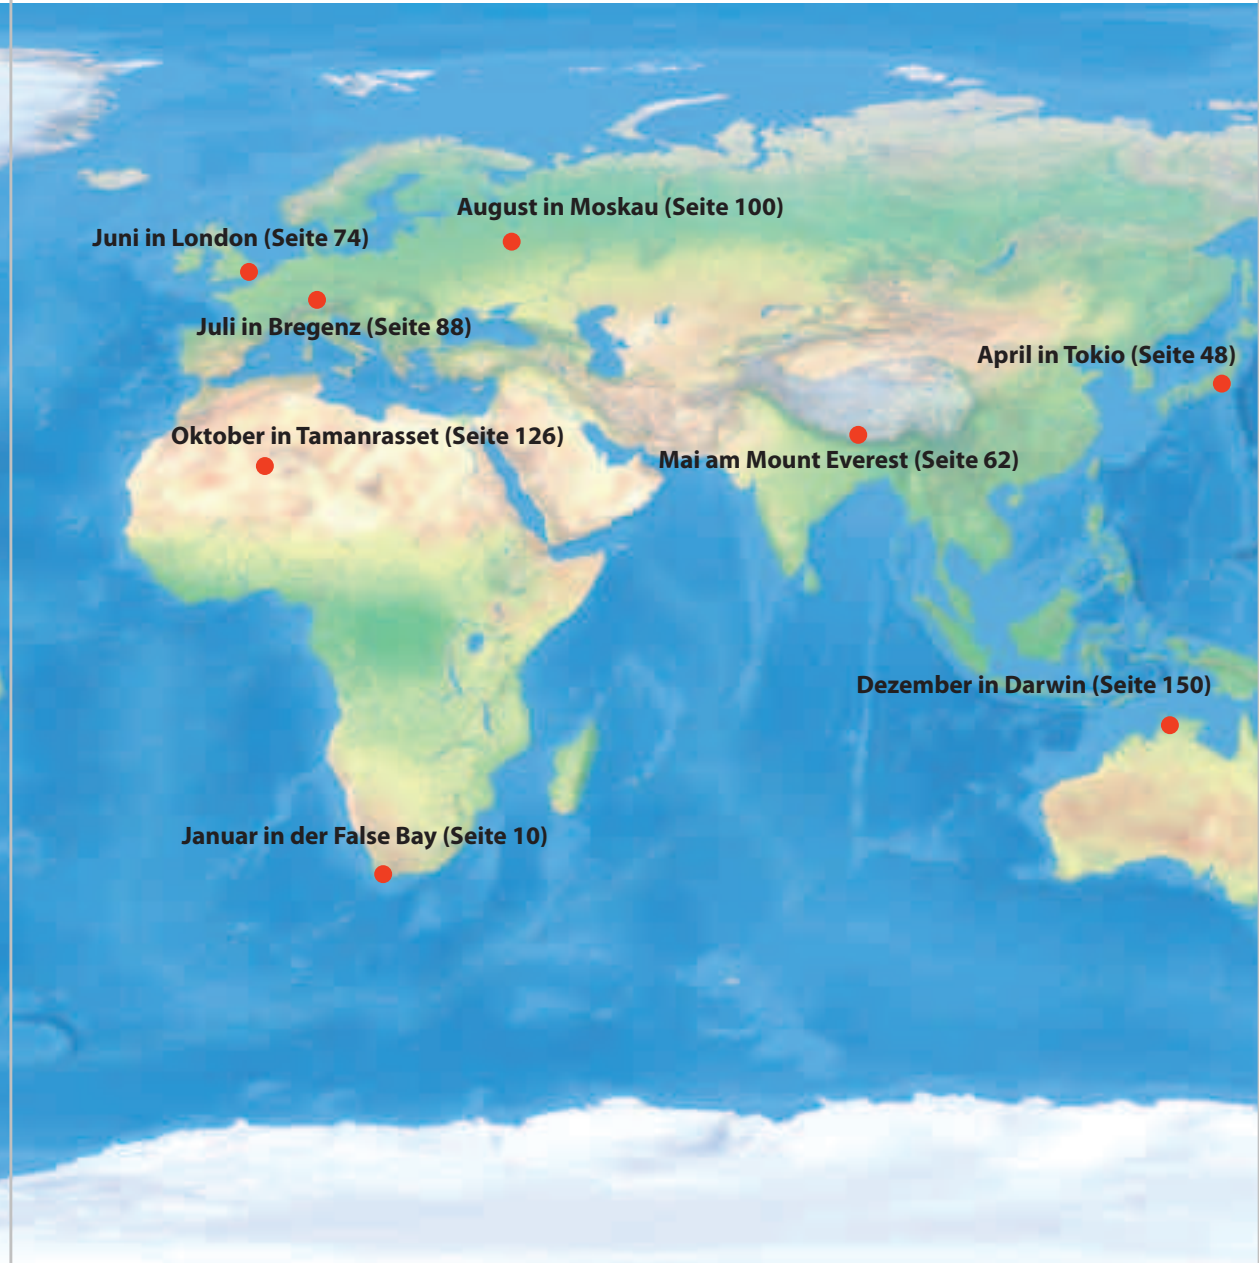 August in Moskau (Seite 100)
Juni in London (Seite 74)
Juli in Bregenz (Seite 88)
April in Tokio (Seite 48)
Oktober in Tamanrasset (Seite 126)
Mai am Mount Everest (Seite 62)
Dezember in Darwin (Seite 150)
Januar in der False Bay (Seite 10)